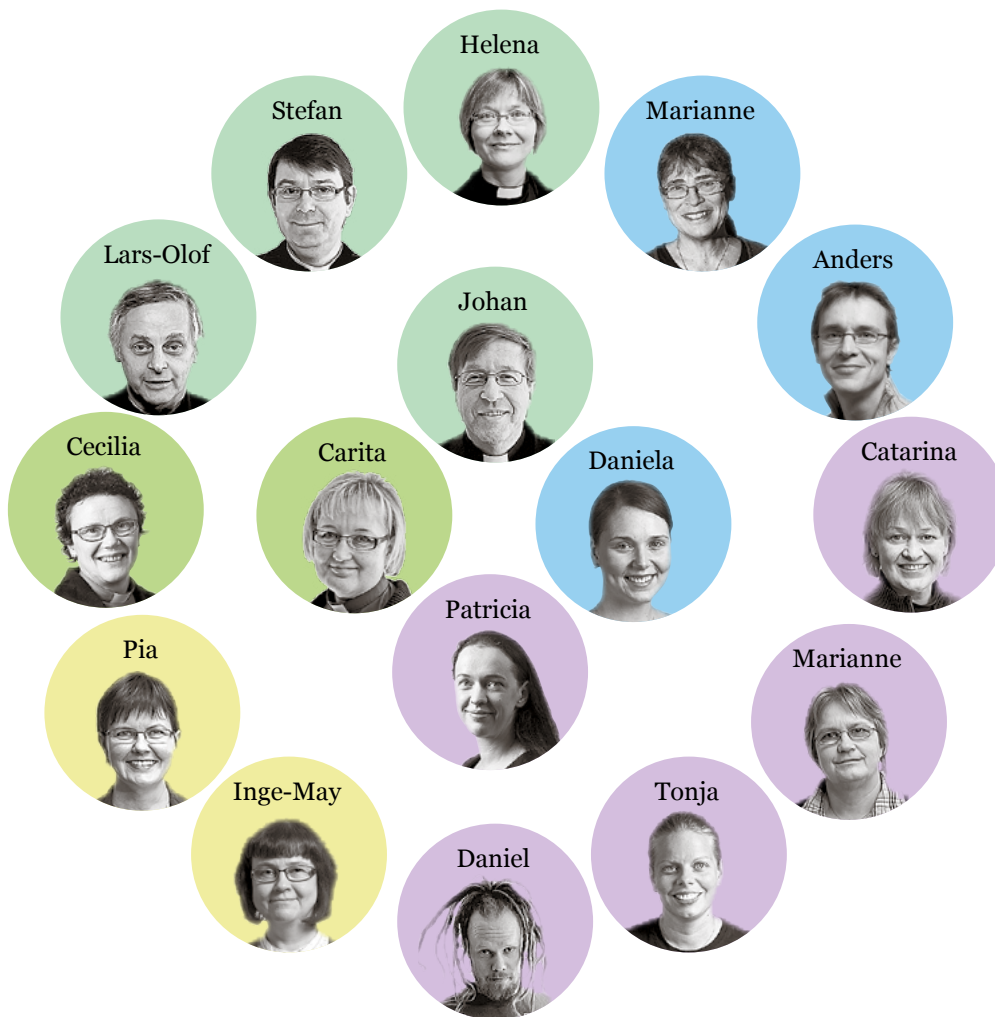 Helena
Stefan
Marianne
Lars-Olof
Anders
Johan
Cecilia
Carita
Daniela
Catarina
Patricia
Pia
Marianne
Inge-May
Tonja
Daniel